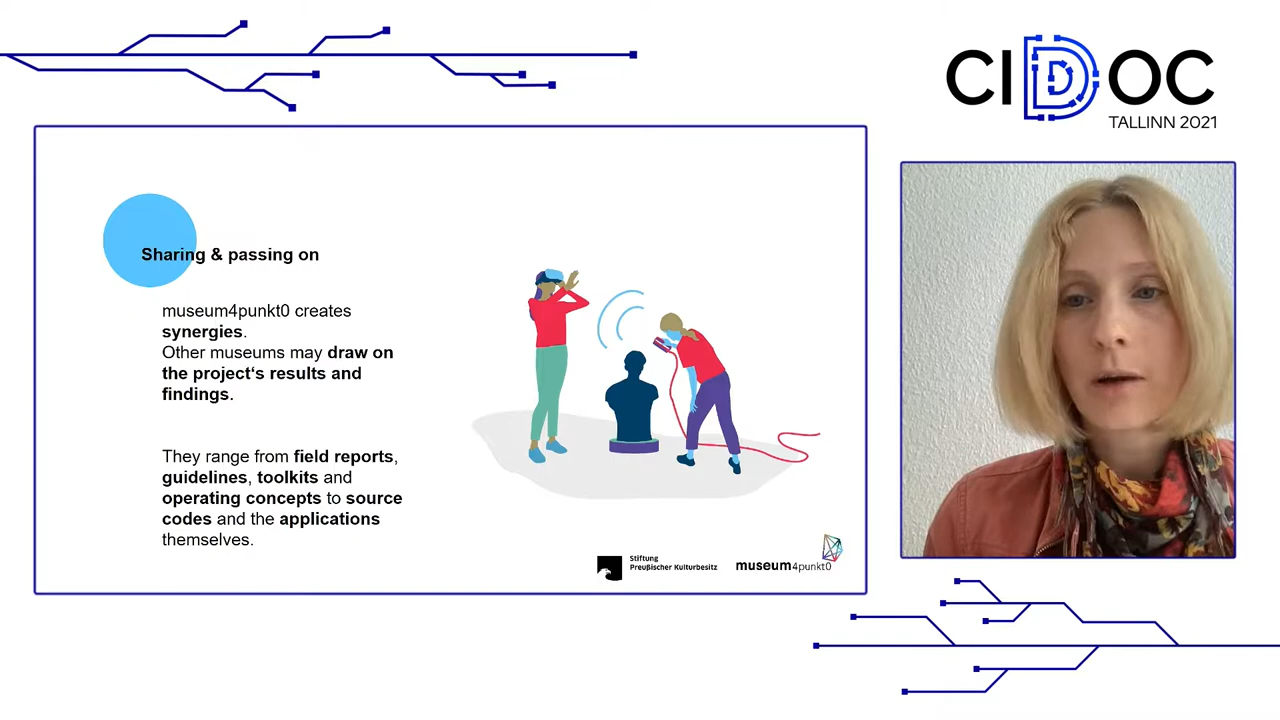 CIDOC
TALLINN 2021
Sharing & passing on
museum4punkt0 creates
synergies.
Other museums may draw on
the project‘s results and
findings.
They range from field reports,
guidelines, toolkits and
operating concepts to source
codes and the applications
themselves.
Stiftung
Preußischer Kulturbesitz
museum4punkt0